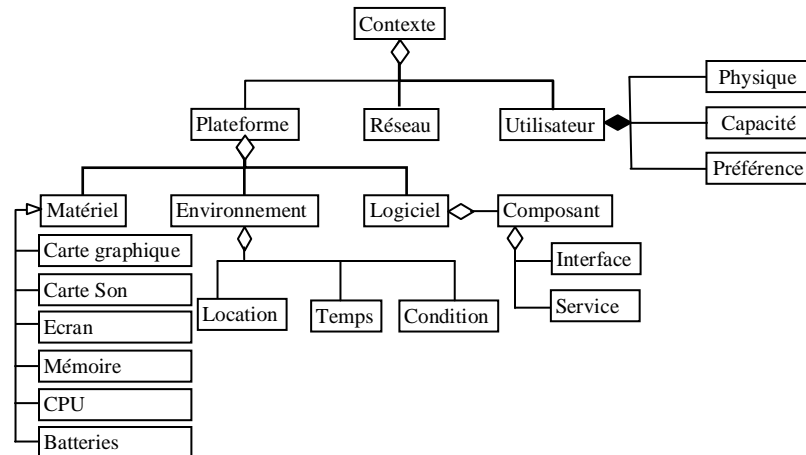 Contexte
Physique
Plateforme
Réseau
Utilisateur
Capacité
Préférence
Matériel
Environnement
Logiciel
Composant
Carte graphique
Interface
Carte Son
Location
Temps
Condition
Service
Ecran
Mémoire
CPU
Batteries